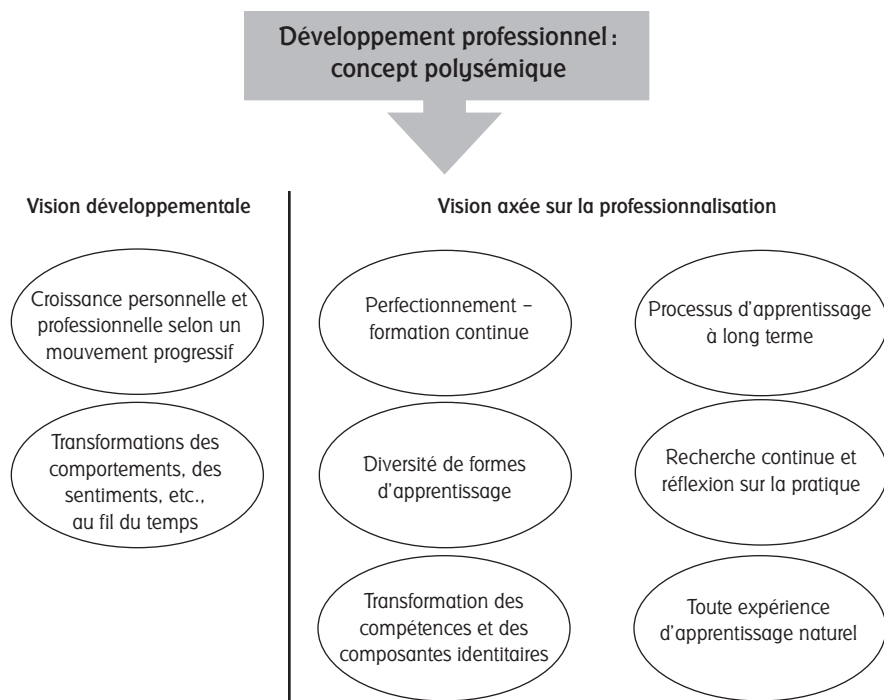 Développement professionnel :
concept polysémique
Vision développementale
Croissance personnelle et
professionnelle selon un
mouvement progressif
Transformations des
comportements, des
sentiments, etc.,
au fil du temps
Vision axée sur la professionnalisation
Perfectionnement –
formation continue
Processus d'apprentissage
à long terme
Diversité de formes
d'apprentissage
Recherche continue et
réflexion sur la pratique
Transformation des
compétences et des
composantes identitaires
Toute expérience
d'apprentissage naturel